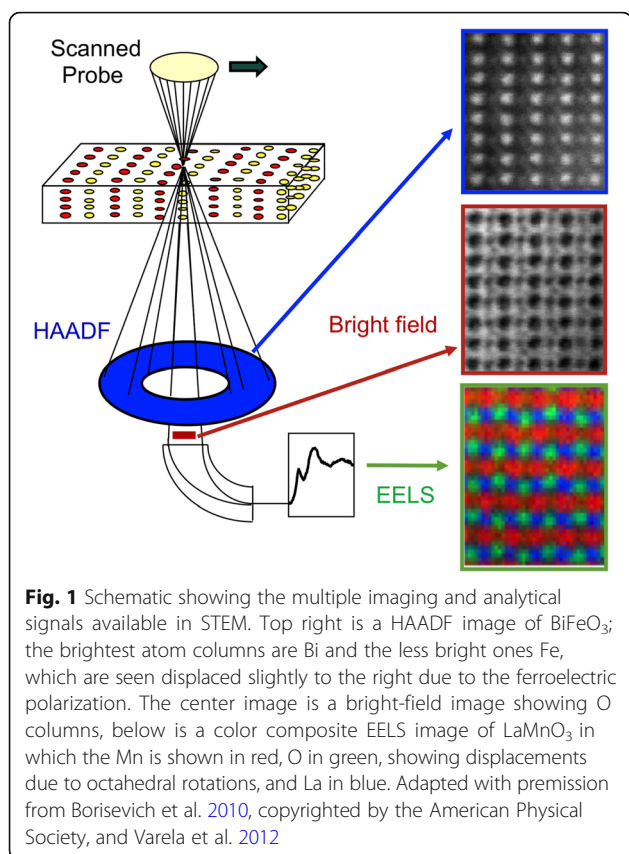 Scanned
Probe
HAADF
Bright field
EELS
Fig. 1 Schematic showing the multiple imaging and analytical
signals available in STEM. Top right is a HAADF image of BiFeO₃;
the brightest atom columns are Bi and the less bright ones Fe,
which are seen displaced slightly to the right due to the ferroelectric
polarization. The center image is a bright-field image showing O
columns, below is a color composite EELS image of LaMnO₃ in
which the Mn is shown in red, O in green, showing displacements
due to octahedral rotations, and La in blue. Adapted with premission
from Borisevich et al. 2010, copyrighted by the American Physical
Society, and Varela et al. 2012